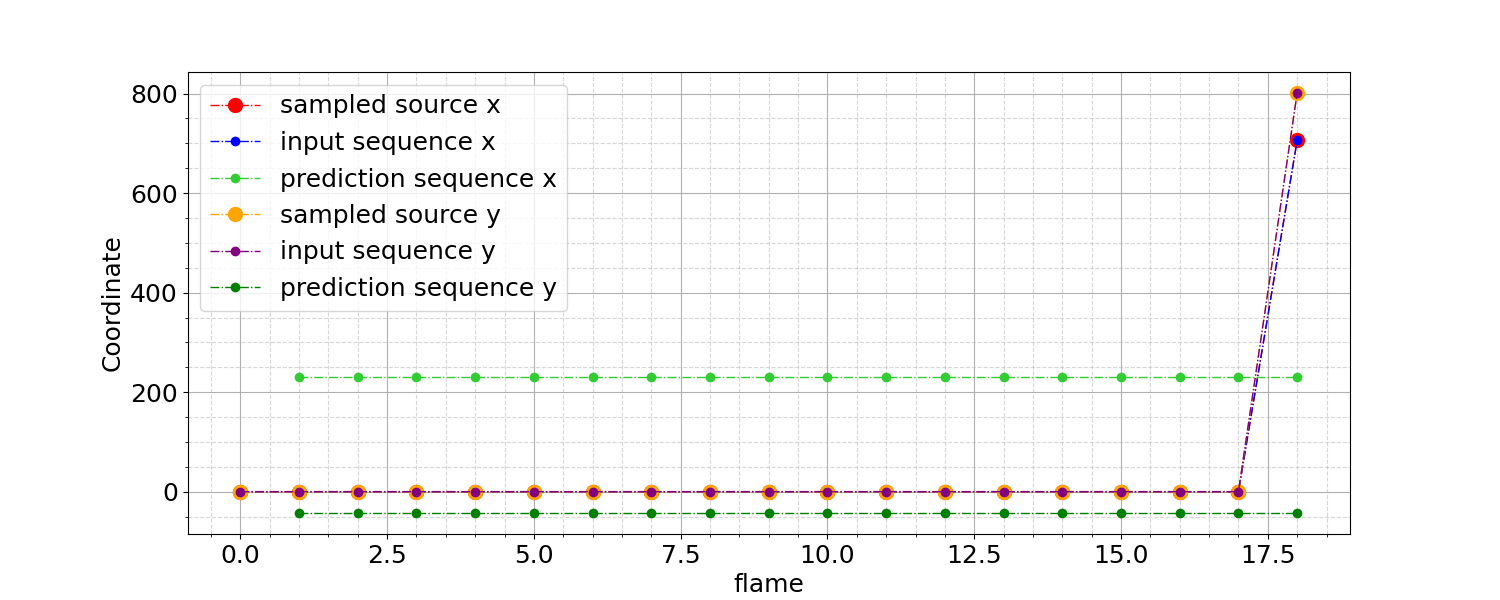 sampled source x
input sequence x
prediction sequence x
sampled source y
input sequence y
prediction sequence y
Coordinate
800
600
400
200
0
0.0 2.5 5.0 7.5 10.0 12.5 15.0 17.5
flame